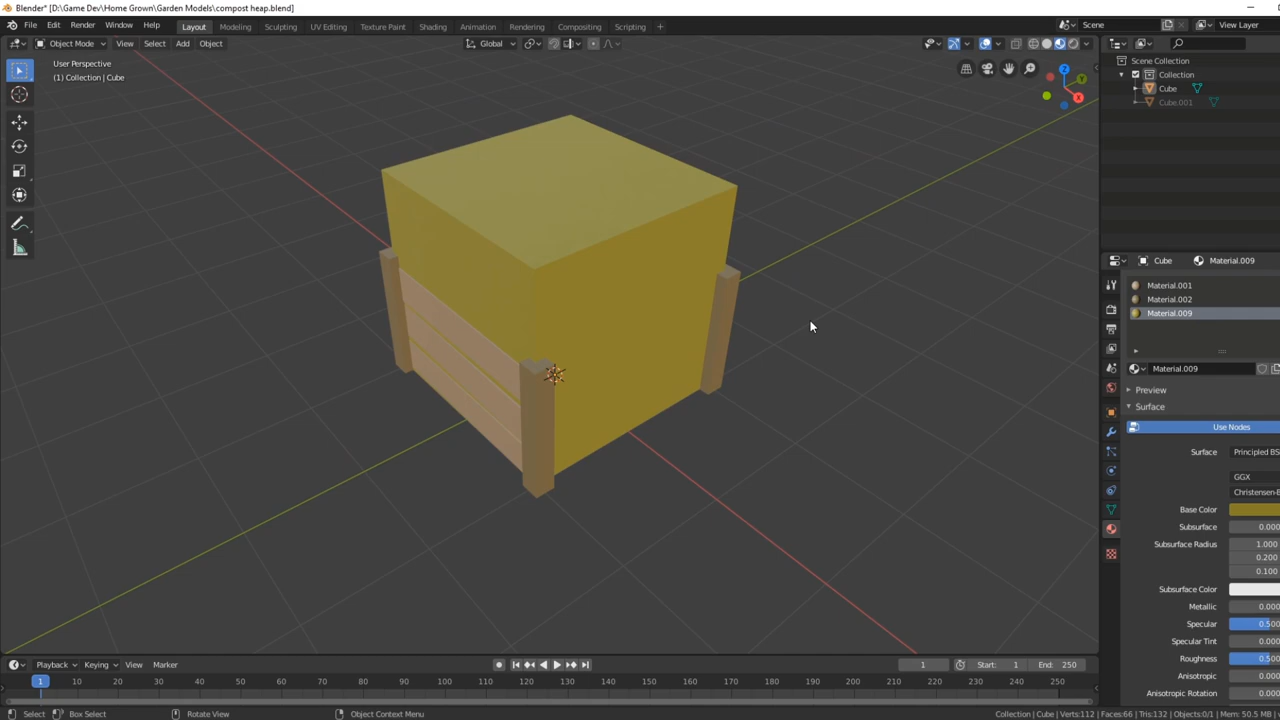 Blender* [D:\Game Dev\Home Grown\Garden Models\compost heap.blend]
File Edit Render Window Help Layout Modeling Sculpting UV Editing Texture Paint Shading Animation Rendering Compositing Scripting + Scene View Layer
Object Mode View Select Add Object Global
User Perspective
(1) Collection | Cube
Z
Y
X
Scene Collection
Collection
Cube
Cube.001
Cube Material.009
Material.001
Material.002
Material.009
Material.009
Preview
Surface
Use Nodes
Surface Principled BS
GGX
Christensen-B
Base Color
Subsurface 0.000
Subsurface Radius 1.000
0.200
0.100
Subsurface Color
Metallic 0.000
Specular 0.500
Specular Tint 0.000
Roughness 0.500
Anisotropic 0.000
Anisotropic Rotation 0.000
Playback Keying View Marker 1 Start: 1 End: 250
1 10 20 30 40 50 60 70 80 90 100 110 120 130 140 150 160 170 180 190 200 210 220 230 240 250
Select Box Select Rotate View Object Context Menu Collection | Cube | Verts:112 | Faces:66 | Tris:132 | Objects:0/1 | Mem: 50.5 MB